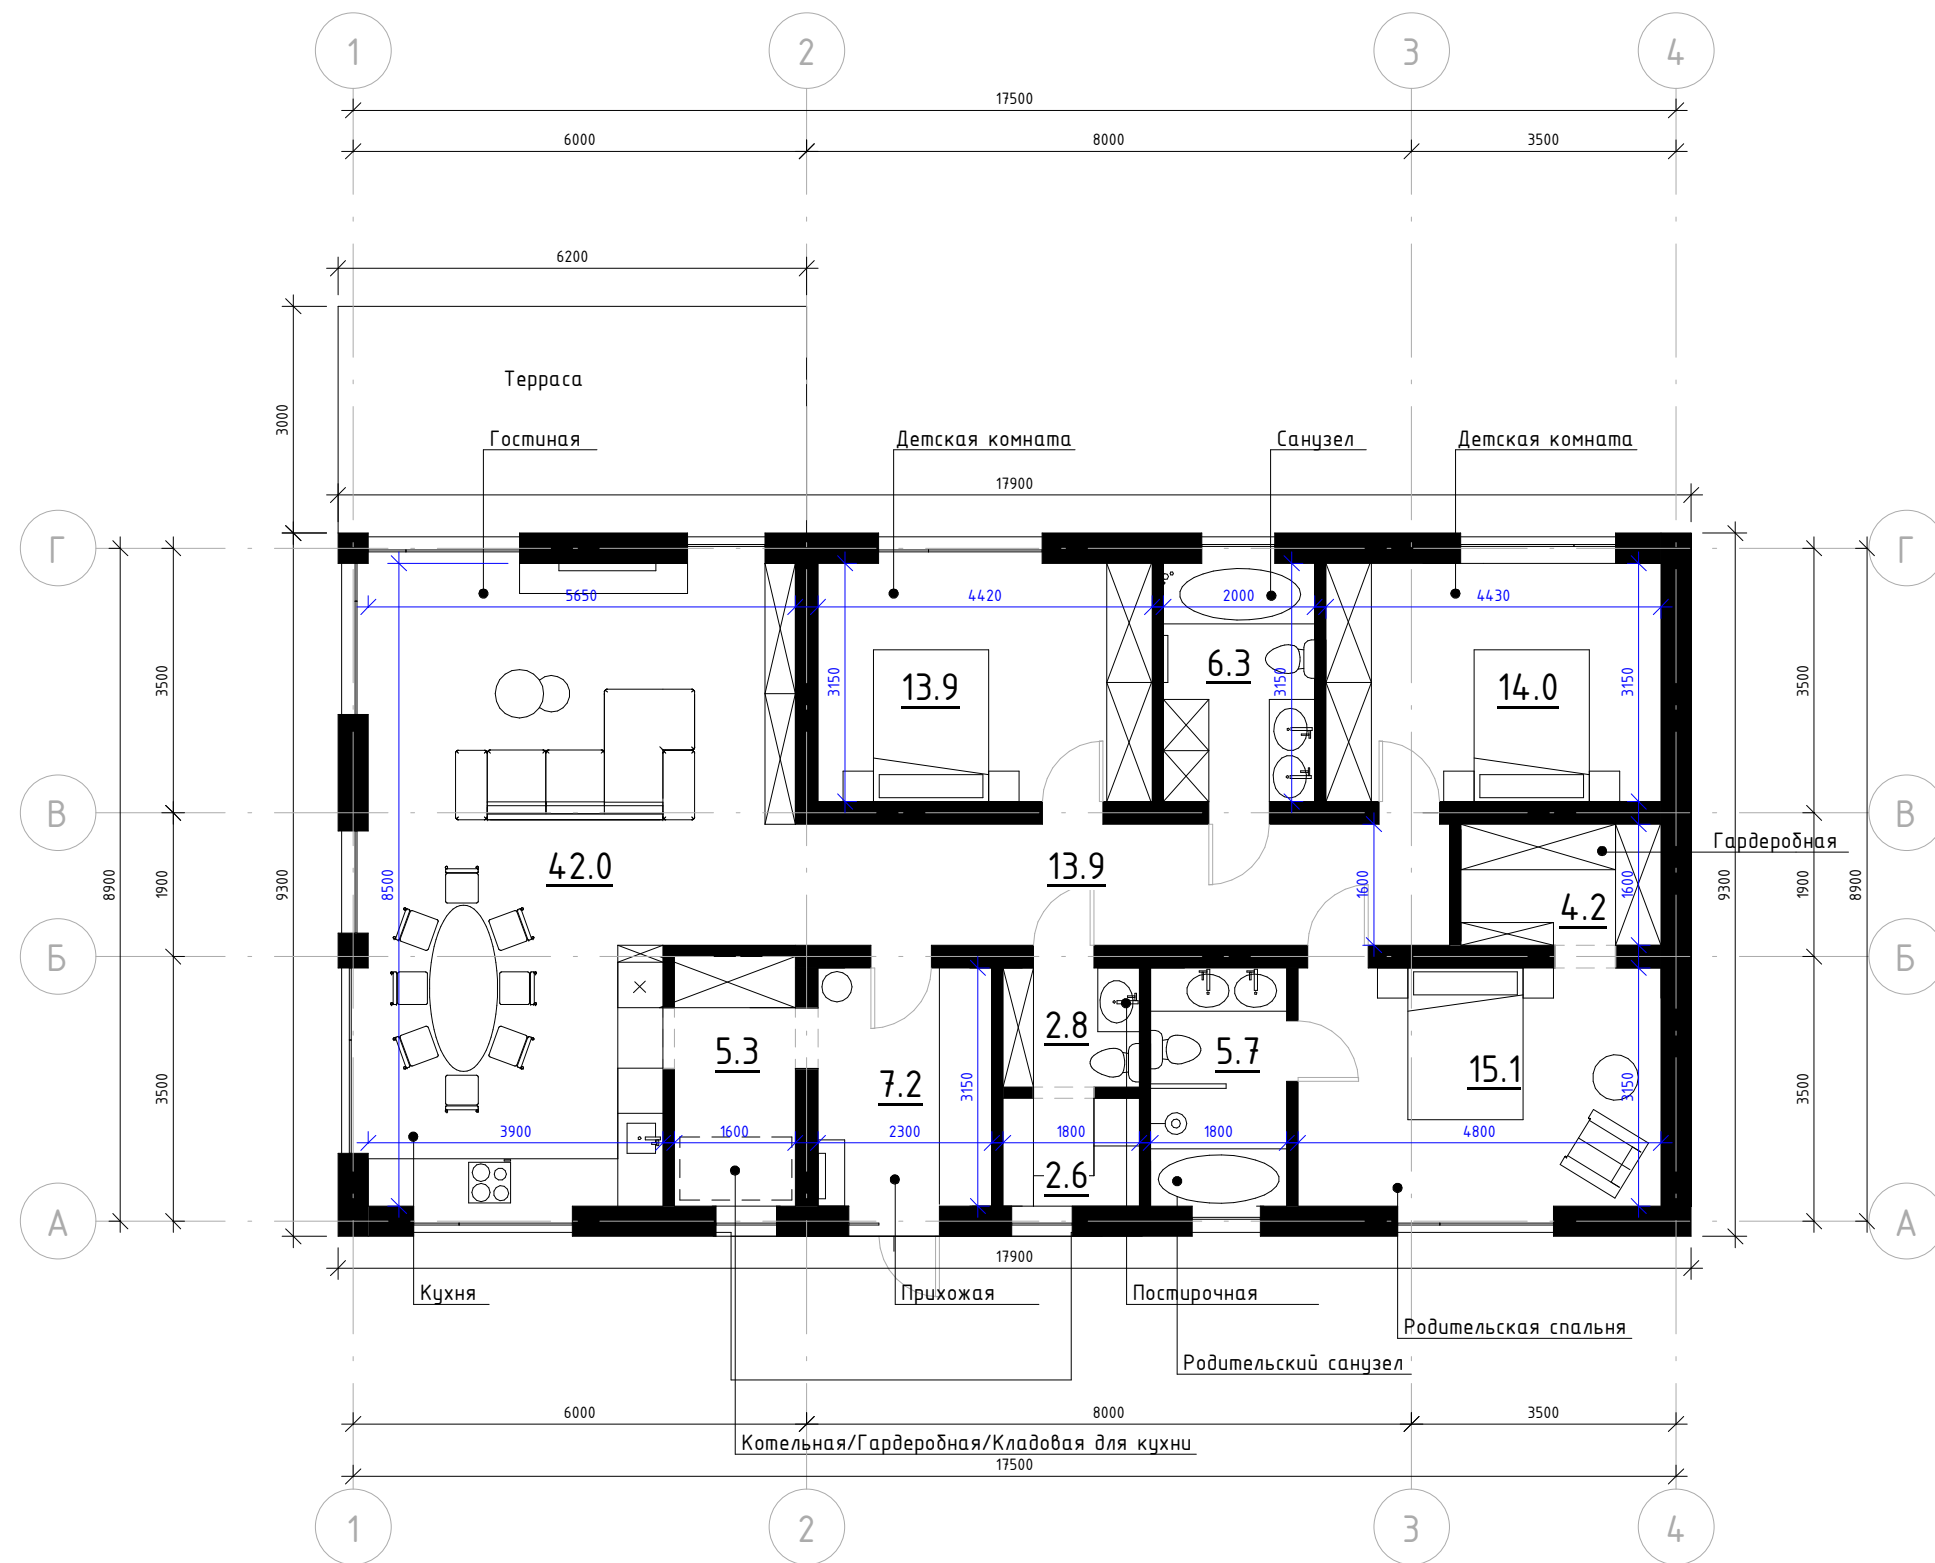 1 2 3 4
17500
6000 8000 3500
6200
Терраса
3000
Гостиная Детская комната Санузел Детская комната
17900
Г Г
5650 4420 2000 4430
3500 13.9 3150 6.3 3150 14.0 3150 3500
В В
Гардеробная
8900 1900 9300 8500 42.0 13.9 1600 4.2 1600 9300 1900 8900
Б Б
3500 5.3 7.2 3150 2.8 5.7 15.1 3150 3500
3900 1600 2300 1800 1800 4800
2.6
А А
17900
Кухня Прихожая Постирочная
Родительская спальня
Родительский санузел
6000 8000 3500
Котельная/Гардеробная/Кладовая для кухни
17500
1 2 3 4